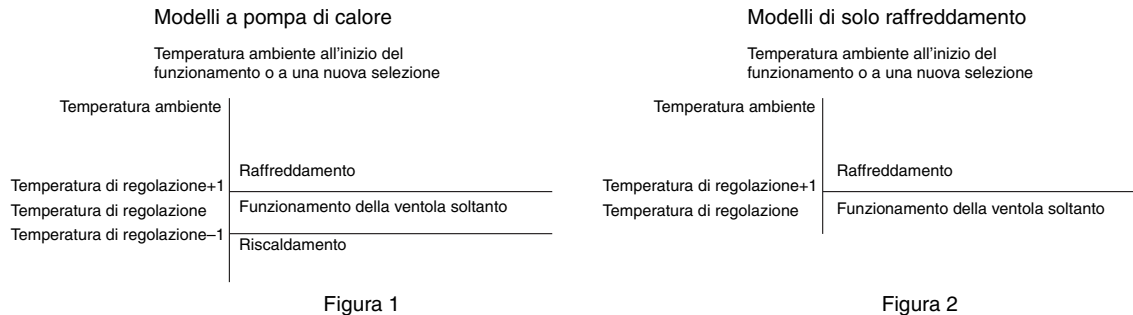 Modelli a pompa di calore
Temperatura ambiente all'inizio del
funzionamento o a una nuova selezione
Temperatura ambiente
Raffreddamento
Temperatura di regolazione+1
Temperatura di regolazione
Funzionamento della ventola soltanto
Temperatura di regolazione–1
Riscaldamento
Figura 1
Modelli di solo raffreddamento
Temperatura ambiente all'inizio del
funzionamento o a una nuova selezione
Temperatura ambiente
Raffreddamento
Temperatura di regolazione+1
Temperatura di regolazione
Funzionamento della ventola soltanto
Figura 2